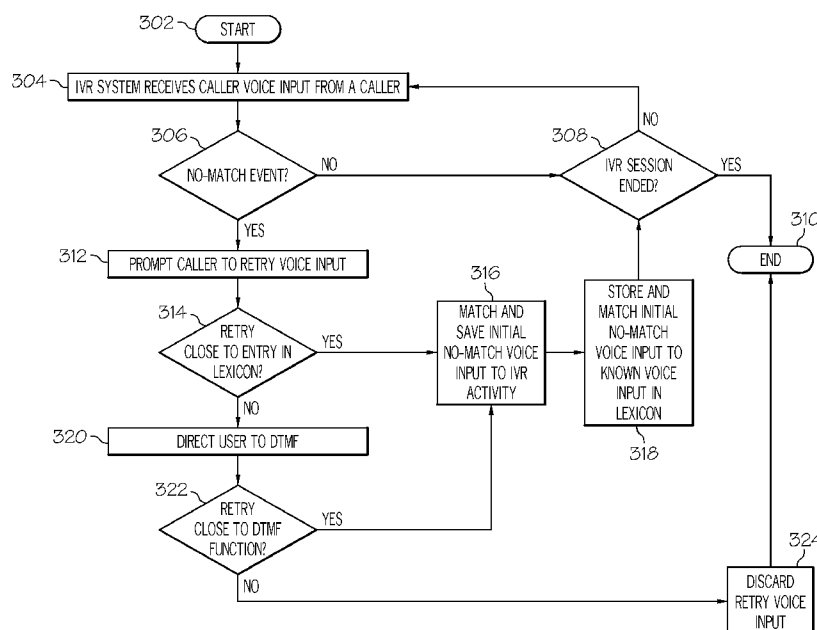 302
START
304
IVR SYSTEM RECEIVES CALLER VOICE INPUT FROM A CALLER
306
NO-MATCH EVENT?
NO
YES
308
IVR SESSION
ENDED?
NO
YES
310
END
312
PROMPT CALLER TO RETRY VOICE INPUT
314
RETRY
CLOSE TO ENTRY IN
LEXICON?
YES
NO
316
MATCH AND
SAVE INITIAL
NO-MATCH VOICE
INPUT TO IVR
ACTIVITY
STORE AND
MATCH INITIAL
NO-MATCH
VOICE INPUT TO
KNOWN VOICE
INPUT IN
LEXICON
318
320
DIRECT USER TO DTMF
322
RETRY
CLOSE TO DTMF
FUNCTION?
YES
NO
324
DISCARD
RETRY VOICE
INPUT